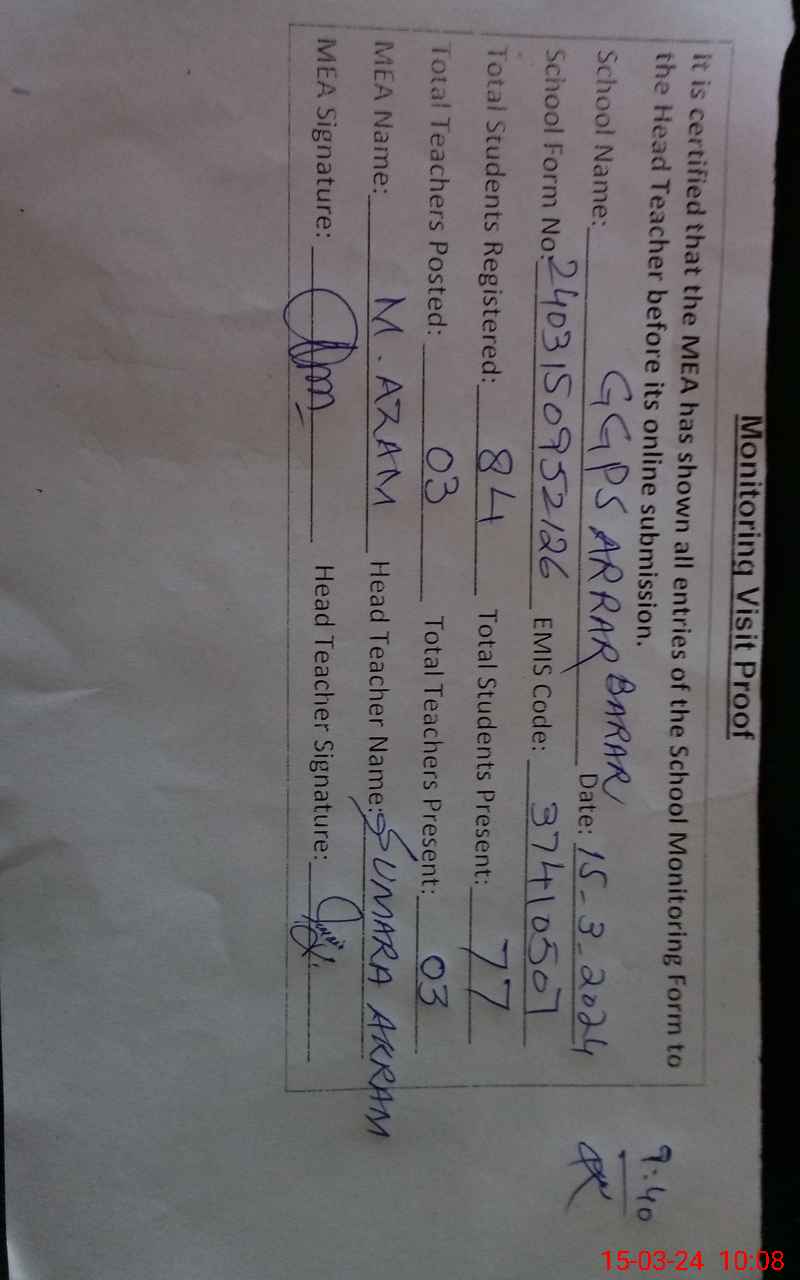 Monitoring Visit Proof
It is certified that the MEA has shown all entries of the School Monitoring Form to
the Head Teacher before its online submission.
School Name: GGPS ARRAR BARAR Date: 15-3-2024
School Form No: 2403150952126 EMIS Code: 37410507
Total Students Registered: 84 Total Students Present: 77
Total Teachers Posted: 03 Total Teachers Present: 03
MEA Name: M. AZAM Head Teacher Name: SUMARA AKRAM
MEA Signature: Head Teacher Signature:
9:40
15-03-24 10:08